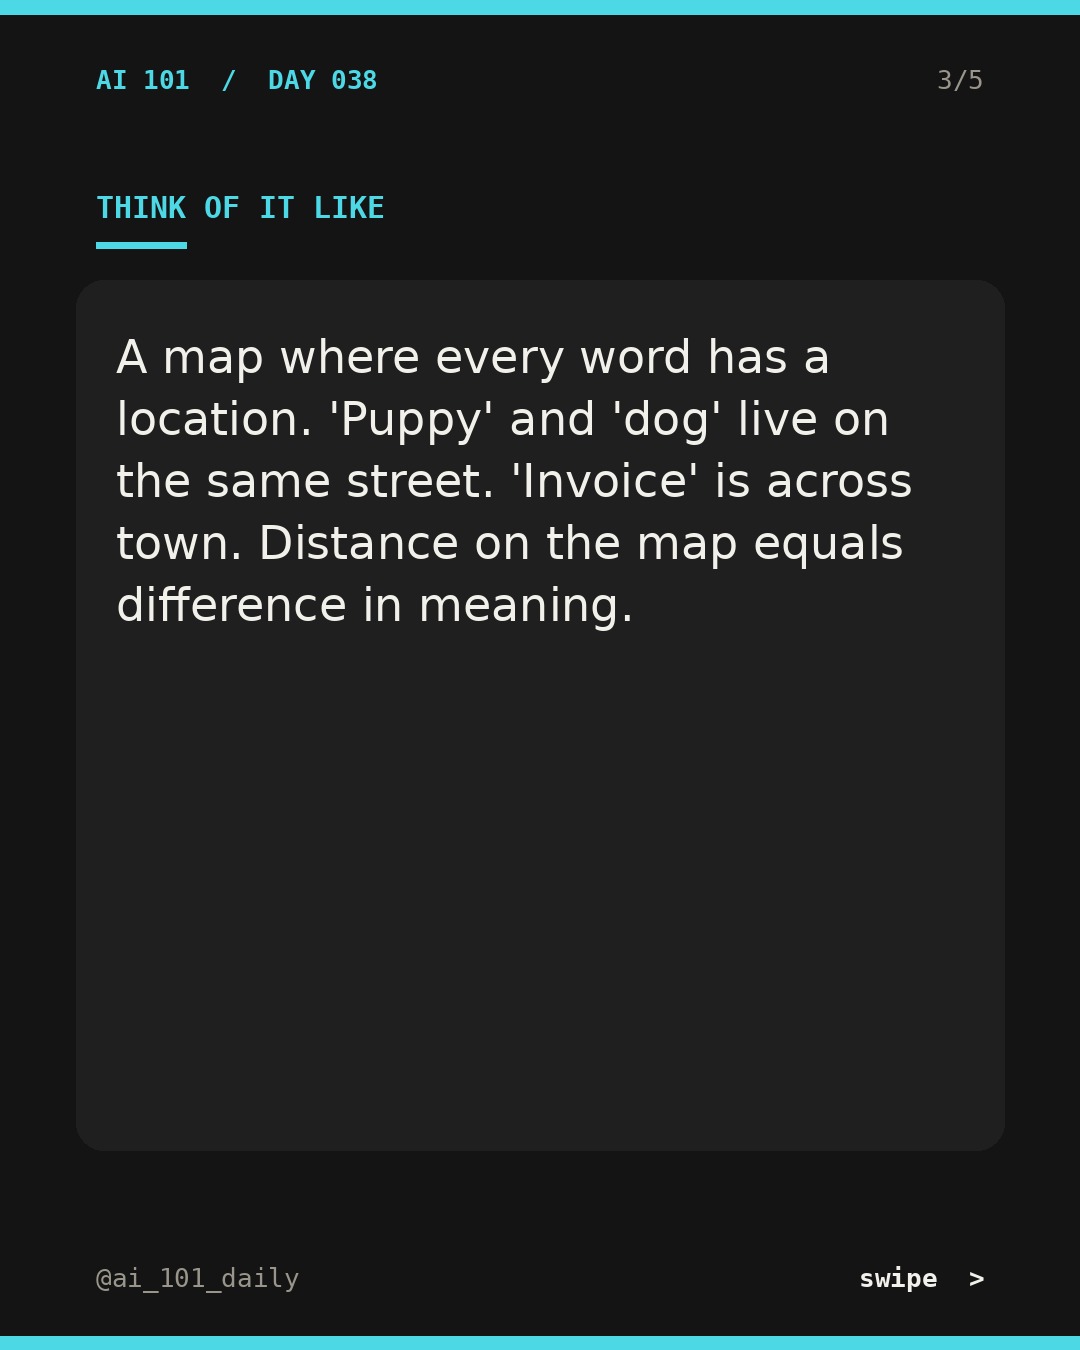 AI 101 / DAY 038
3/5
THINK OF IT LIKE
A map where every word has a
location. 'Puppy' and 'dog' live on
the same street. 'Invoice' is across
town. Distance on the map equals
difference in meaning.
@ai_101_daily
swipe >